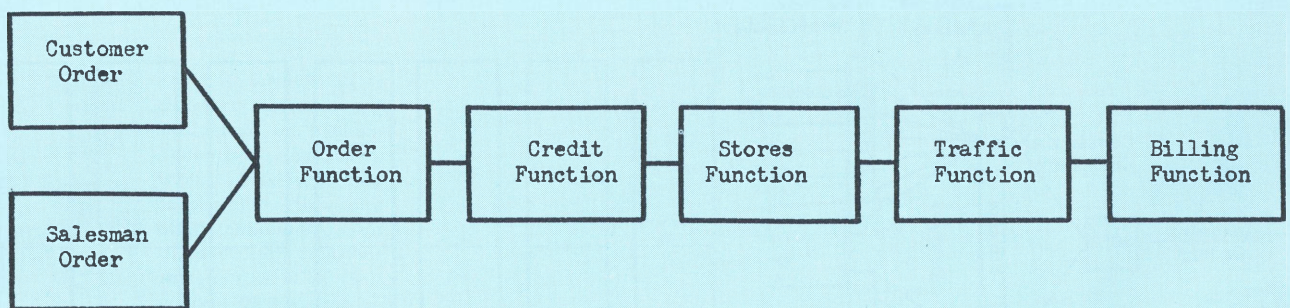 Customer
Order
Salesman
Order
Order
Function
Credit
Function
Stores
Function
Traffic
Function
Billing
Function